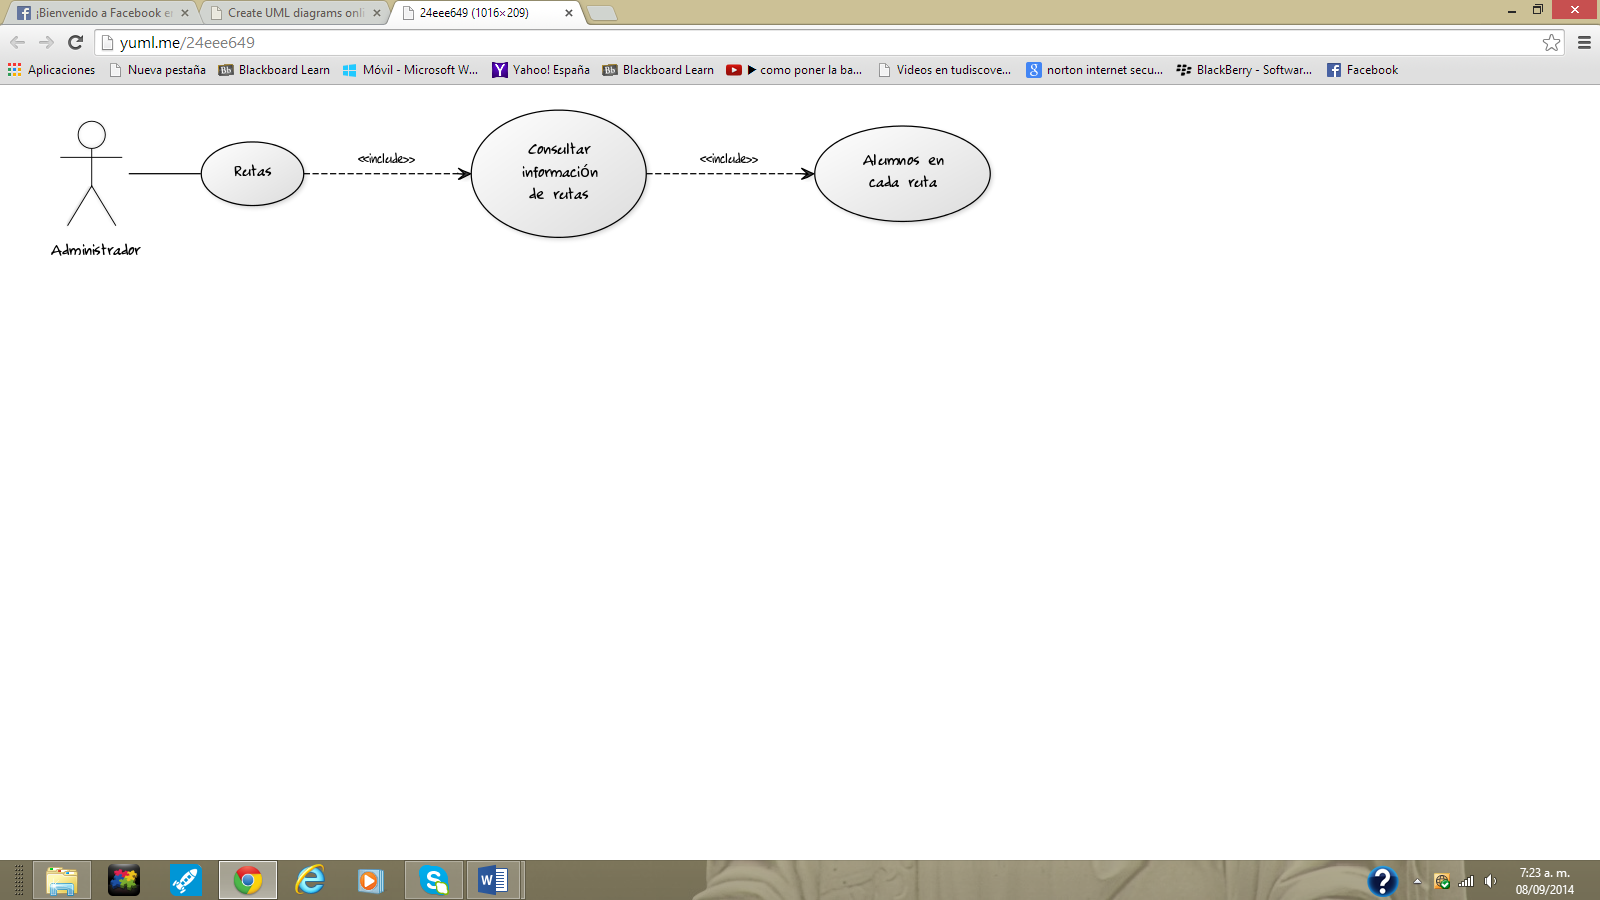 ¡Bienvenido a Facebook en
Create UML diagrams onli
24eee649 (1016×209)
yuml.me/24eee649
Aplicaciones
Nueva pestaña
Blackboard Learn
Móvil - Microsoft W...
Yahoo! España
Blackboard Learn
como poner la ba...
Videos en tudiscove...
norton internet secu...
BlackBerry - Softwar...
Facebook
Administrador
Rutas
<<include>>
Consultar
información
de rutas
<<include>>
Alumnos en
cada ruta
7:23 a. m.
08/09/2014